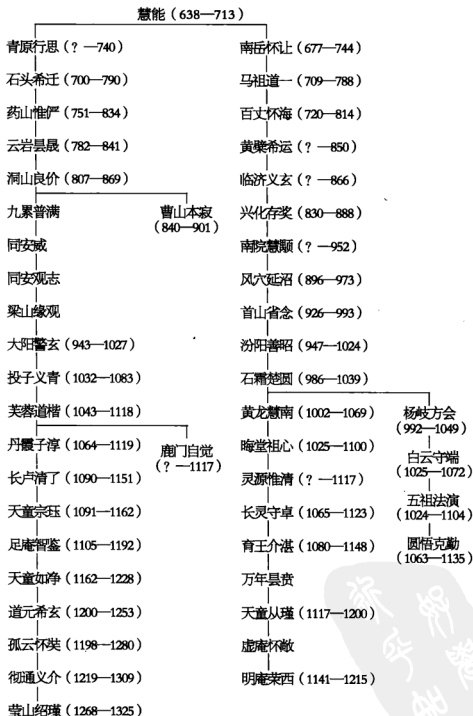 慧能（638—713）
青原行思（? —740）
石头希迁（700—790）
药山惟俨（751—834）
云岩昙晟（782—841）
洞山良价（807—869）
九累普满
曹山本寂
（840—901）
同安威
同安观志
梁山缘观
大阳警玄（943—1027）
投子义青（1032—1083）
芙蓉道楷（1043—1118）
丹霞子淳（1064—1119）
鹿门自觉
（? —1117）
长卢清了（1090—1151）
天童宗珏（1091—1162）
足庵智鉴（1105—1192）
天童如净（1162—1228）
道元希玄（1200—1253）
孤云怀奘（1198—1280）
彻通义介（1219—1309）
莹山绍瑾（1268—1325）
南岳怀让（677—744）
马祖道一（709—788）
百丈怀海（720—814）
黄檗希运（? —850）
临济义玄（? —866）
兴化存奖（830—888）
南院慧颙（? —952）
风穴延沼（896—973）
首山省念（926—993）
汾阳善昭（947—1024）
石霜楚圆（986—1039）
黄龙慧南（1002—1069）
晦堂祖心（1025—1100）
灵源惟清（? —1117）
长灵守卓（1065—1123）
育王介湛（1080—1148）
万年昙贲
天童从瑾（1117—1200）
虚庵怀敞
明庵荣西（1141—1215）
杨岐方会
（992—1049）
白云守端
（1025—1072）
五祖法演
（1024—1104）
圆悟克勤
（1063—1135）